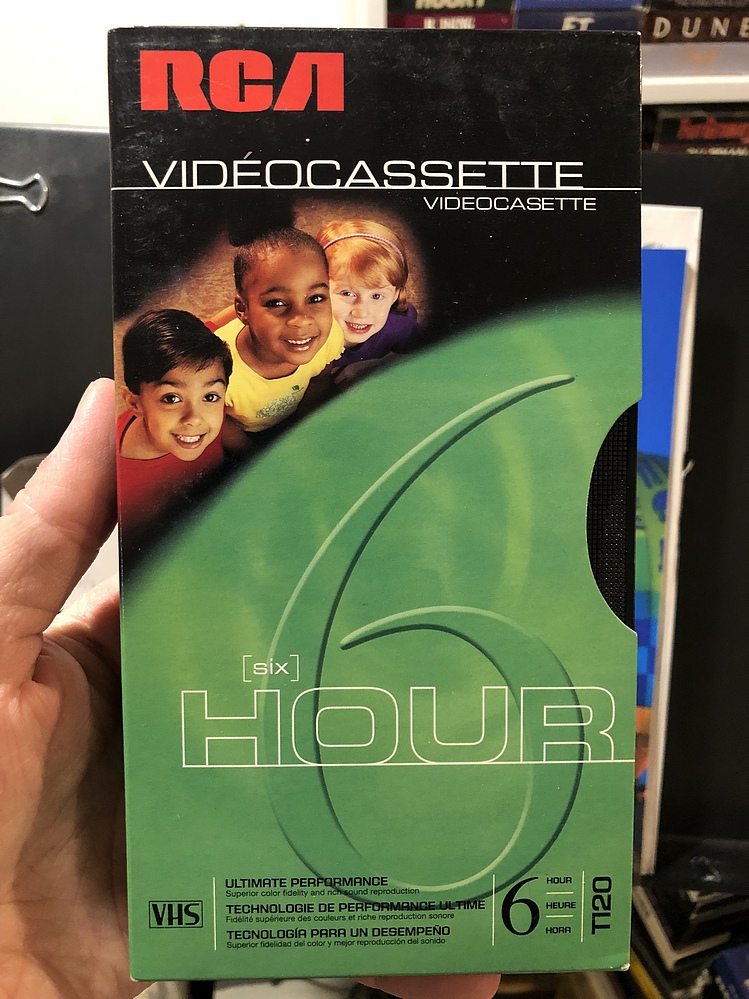 ET
DUNE
RCA
VIDÉOCASSETTE
VIDEOCASETTE
[six]
HOUR
6
ULTIMATE PERFORMANCE
Superior color fidelity and rich sound reproduction
TECHNOLOGIE DE PERFORMANCE ULTIME
Fidélité supérieure des couleurs et riche reproduction sonore
TECNOLOGÍA PARA UN DESEMPEÑO
Superior fidelidad del color y mejor reproducción del sonido
VHS
6
HOUR
HEURE
HORA
T120